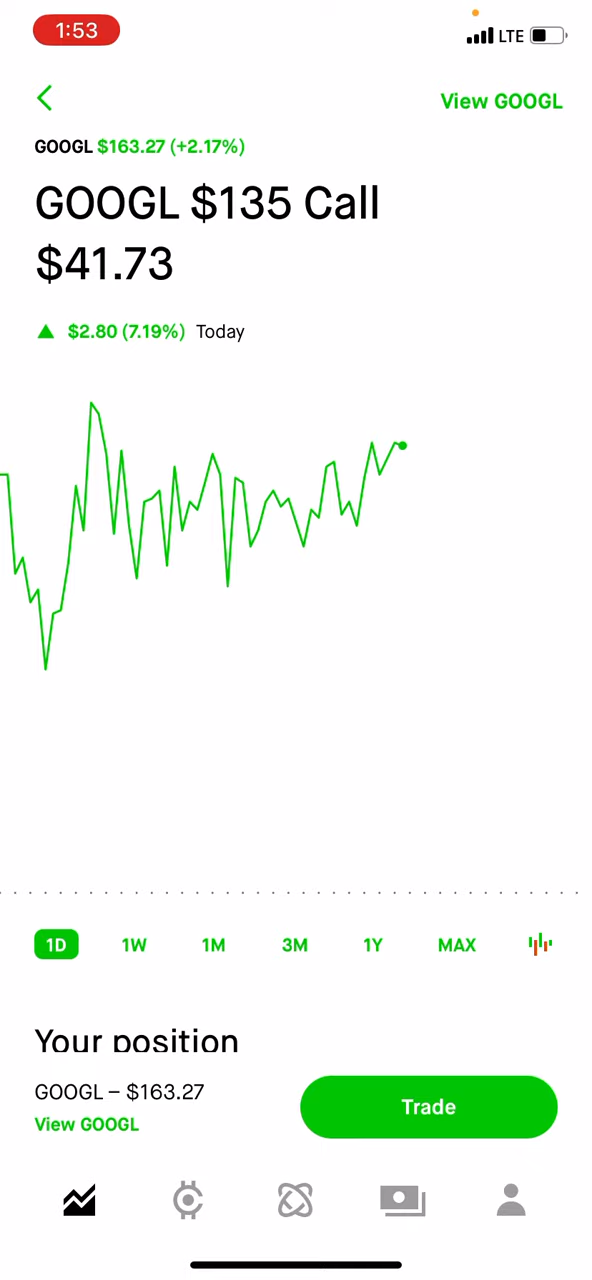 1:53
LTE
View GOOGL
GOOGL $163.27 (+2.17%)
GOOGL $135 Call
$41.73
▲ $2.80 (7.19%) Today
1D 1W 1M 3M 1Y MAX
Your position
GOOGL – $163.27
View GOOGL
Trade